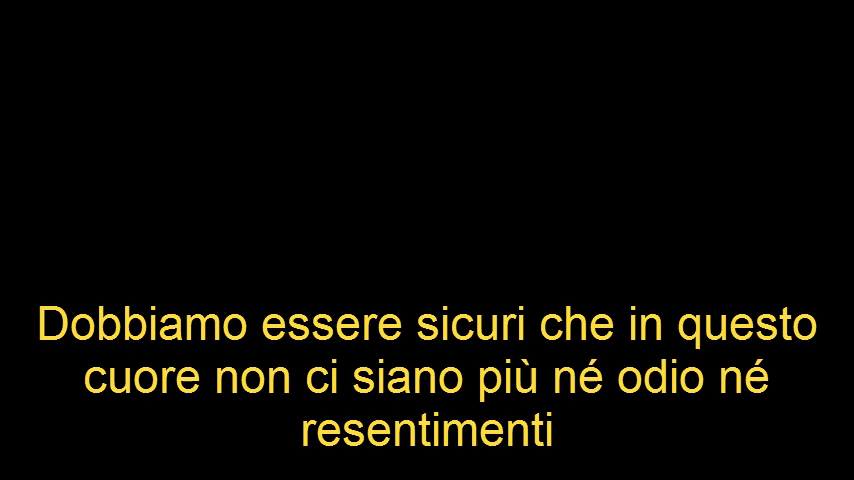 Dobbiamo essere sicuri che in questo
cuore non ci siano più né odio né
resentimenti